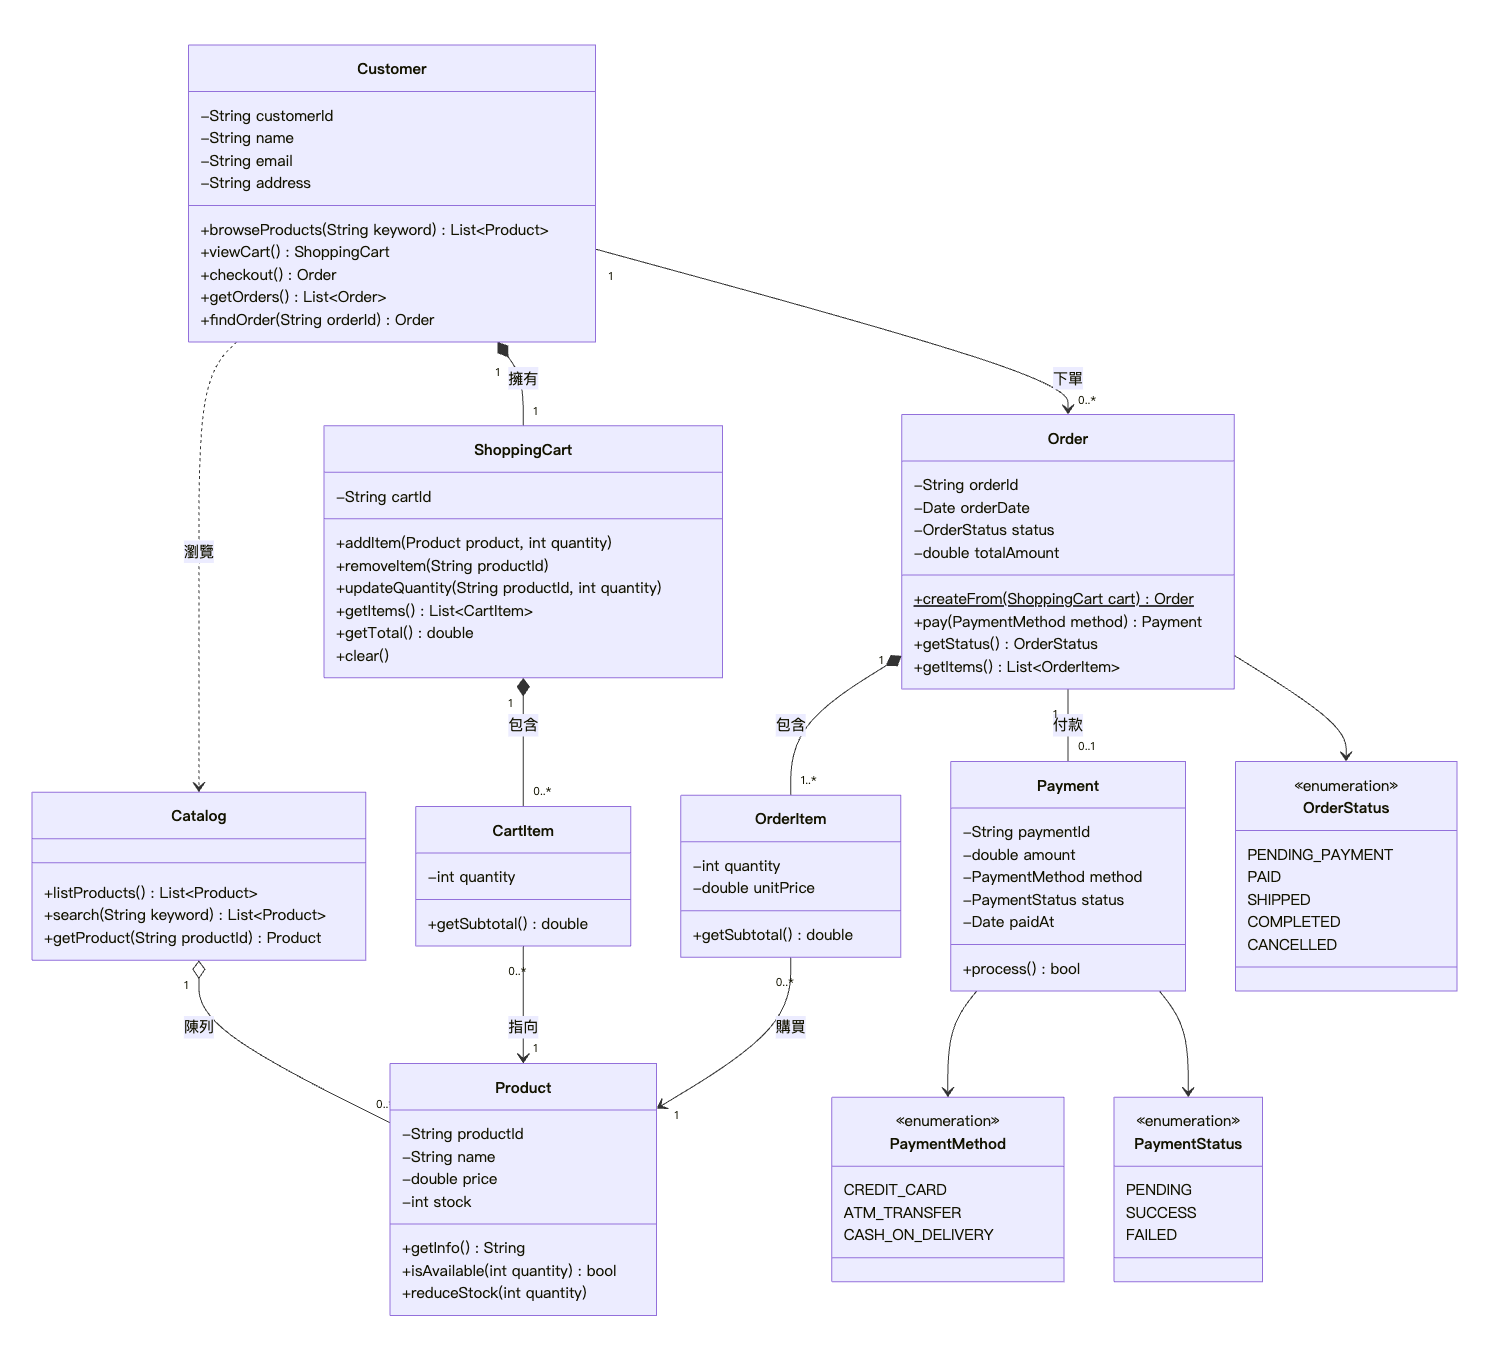 Customer
-String customerId
-String name
-String email
-String address
+browseProducts(String keyword) : List<Product>
+viewCart() : ShoppingCart
+checkout() : Order
+getOrders() : List<Order>
+findOrder(String orderId) : Order
1
擁有
1
1
下單
0..*
瀏覽
ShoppingCart
-String cartId
+addItem(Product product, int quantity)
+removeItem(String productId)
+updateQuantity(String productId, int quantity)
+getItems() : List<CartItem>
+getTotal() : double
+clear()
Order
-String orderId
-Date orderDate
-OrderStatus status
-double totalAmount
+createFrom(ShoppingCart cart) : Order
+pay(PaymentMethod method) : Payment
+getStatus() : OrderStatus
+getItems() : List<OrderItem>
1
包含
0..*
1
包含
1..*
1
付款
0..1
Catalog
+listProducts() : List<Product>
+search(String keyword) : List<Product>
+getProduct(String productId) : Product
CartItem
-int quantity
+getSubtotal() : double
OrderItem
-int quantity
-double unitPrice
+getSubtotal() : double
Payment
-String paymentId
-double amount
-PaymentMethod method
-PaymentStatus status
-Date paidAt
+process() : bool
«enumeration»
OrderStatus
PENDING_PAYMENT
PAID
SHIPPED
COMPLETED
CANCELLED
1
陳列
0..*
指向
1
0..*
購買
1
Product
-String productId
-String name
-double price
-int stock
+getInfo() : String
+isAvailable(int quantity) : bool
+reduceStock(int quantity)
«enumeration»
PaymentMethod
CREDIT_CARD
ATM_TRANSFER
CASH_ON_DELIVERY
«enumeration»
PaymentStatus
PENDING
SUCCESS
FAILED